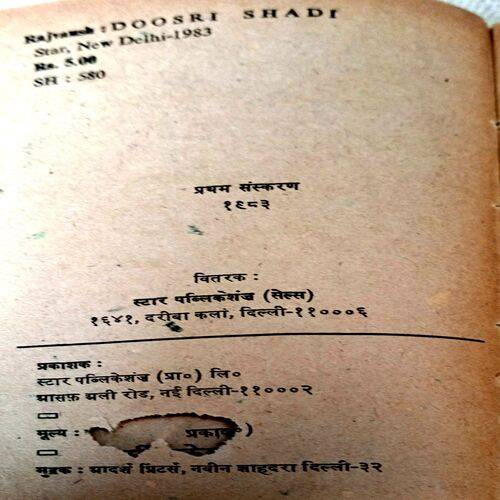 Rajvansh : DOOSRI SHADI
Star, New Delhi-1983
Rs. 5.00
SH : 580
प्रथम संस्करण
१९८३
वितरक :
स्टार पब्लिकेशंज़ (सेल्स)
१६४१, दरीबा कलां, दिल्ली-११०००६
प्रकाशक :
स्टार पब्लिकेशंज़ (प्रा०) लि०
आसफ़ अली रोड, नई दिल्ली-११०००२
मूल्य :
मुद्रक : आदर्श प्रिंटर्स, नवीन शाहदरा दिल्ली-३२